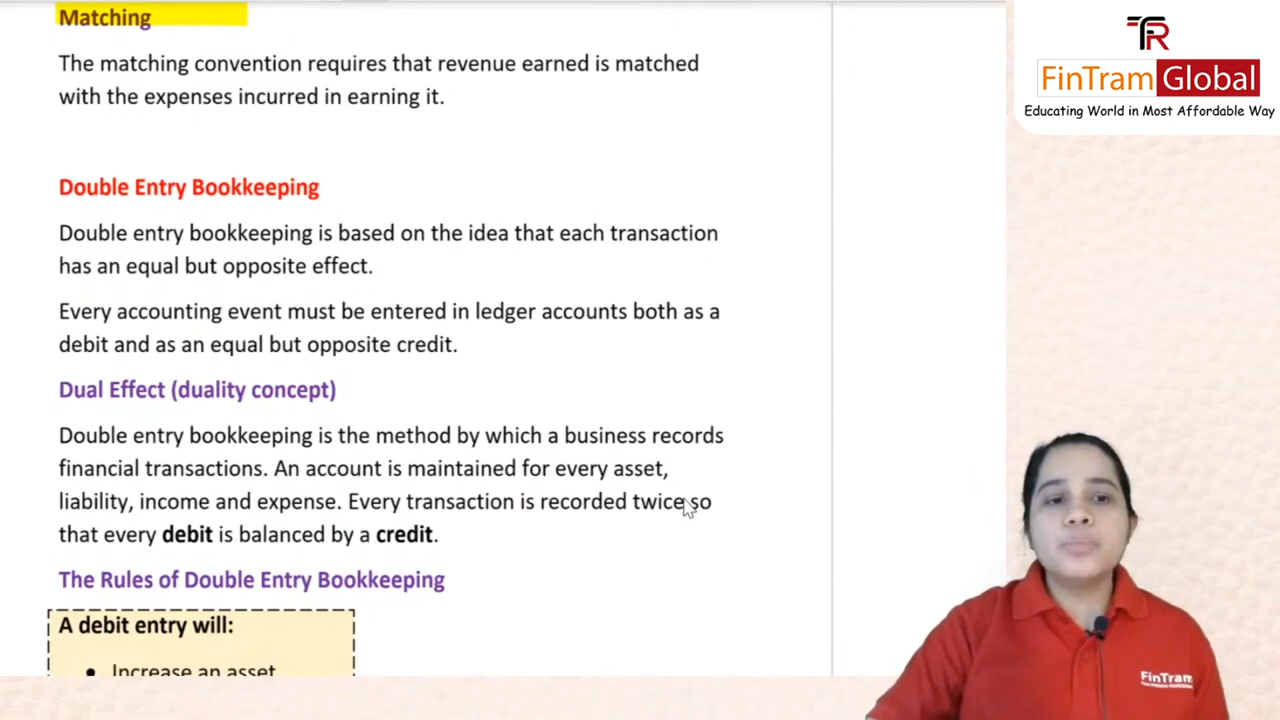 Matching
The matching convention requires that revenue earned is matched
with the expenses incurred in earning it.
Double Entry Bookkeeping
Double entry bookkeeping is based on the idea that each transaction
has an equal but opposite effect.
Every accounting event must be entered in ledger accounts both as a
debit and as an equal but opposite credit.
Dual Effect (duality concept)
Double entry bookkeeping is the method by which a business records
financial transactions. An account is maintained for every asset,
liability, income and expense. Every transaction is recorded twice so
that every debit is balanced by a credit.
The Rules of Double Entry Bookkeeping
A debit entry will:
• Increase an asset
FinTram Global
Educating World in Most Affordable Way
FinTram